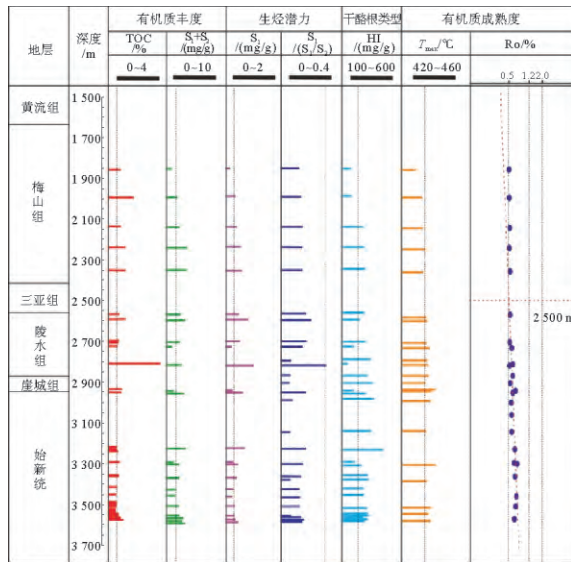 有机质丰度 生烃潜力 干酪根类型 有机质成熟度
地层 深度 TOC S₁+S₂ S₁ S₁ HI Tmax/℃ Ro/%
/m /% /(mg/g) /(mg/g) /(S₁/S₂) /(mg/g)
0~4 0~10 0~2 0~0.4 100~600 420~460 0.5 1.2 2.0
1 500
黄流组
1 700
1 900
梅山组
2 100
2 300
2 500
三亚组
2 500 m
陵水组
2 700
2 900
崖城组
3 100
始新统
3 300
3 500
3 700